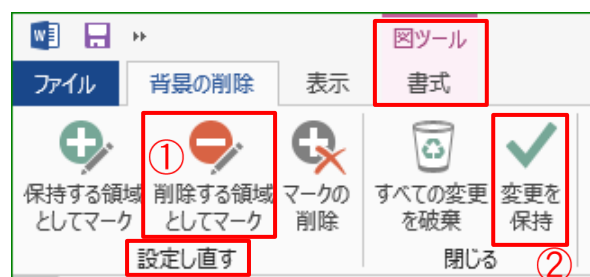 図ツール
ファイル 背景の削除 表示 書式
①
保持する領域 削除する領域 マークの すべての変更 変更を
としてマーク としてマーク 削除 を破棄 保持
設定し直す 閉じる ②